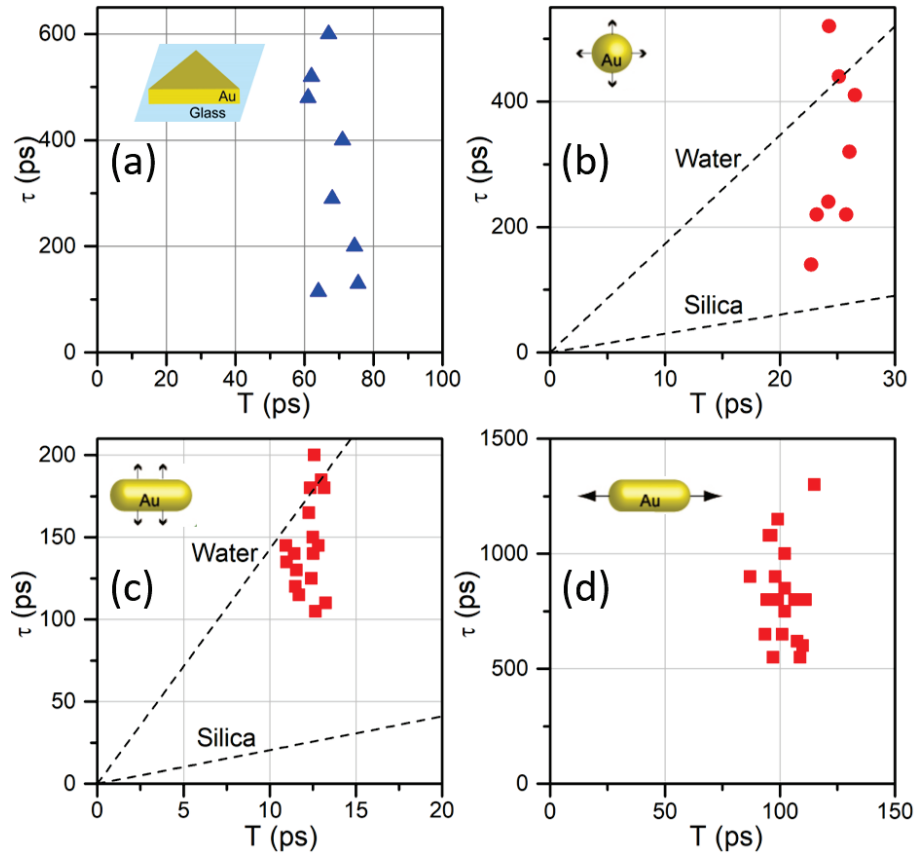 600
400
200
0
τ (ps)
(a)
Au
Glass
0 20 40 60 80 100
T (ps)
400
200
0
τ (ps)
(b)
Au
Water
Silica
0 10 20 30
T (ps)
200
150
100
50
0
τ (ps)
(c)
Au
Water
Silica
0 5 10 15 20
T (ps)
1500
1000
500
0
τ (ps)
(d)
Au
0 50 100 150
T (ps)